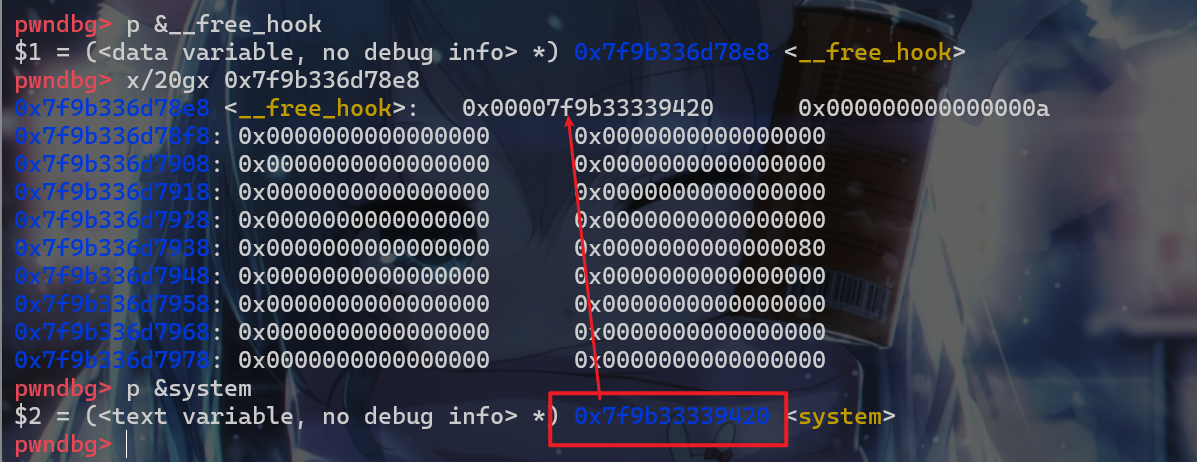 pwndbg> p &__free_hook
$1 = (<data variable, no debug info> *) 0x7f9b336d78e8 <__free_hook>
pwndbg> x/20gx 0x7f9b336d78e8
0x7f9b336d78e8 <__free_hook>: 0x00007f9b33339420 0x000000000000000a
0x7f9b336d78f8: 0x0000000000000000 0x0000000000000000
0x7f9b336d7908: 0x0000000000000000 0x0000000000000000
0x7f9b336d7918: 0x0000000000000000 0x0000000000000000
0x7f9b336d7928: 0x0000000000000000 0x0000000000000000
0x7f9b336d7938: 0x0000000000000000 0x0000000000000080
0x7f9b336d7948: 0x0000000000000000 0x0000000000000000
0x7f9b336d7958: 0x0000000000000000 0x0000000000000000
0x7f9b336d7968: 0x0000000000000000 0x0000000000000000
0x7f9b336d7978: 0x0000000000000000 0x0000000000000000
pwndbg> p &system
$2 = (<text variable, no debug info> *) 0x7f9b33339420 <system>
pwndbg>